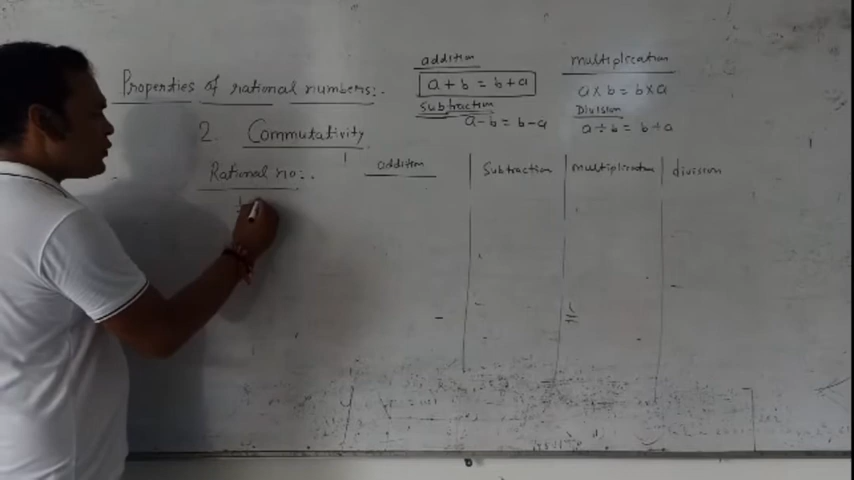 Properties of rational numbers:-
2. Commutativity
addition
a + b = b + a
Subtraction
a - b = b - a
multiplication
a × b = b × a
Division
a ÷ b = b ÷ a
Rational no:. addition Subtraction multiplication division